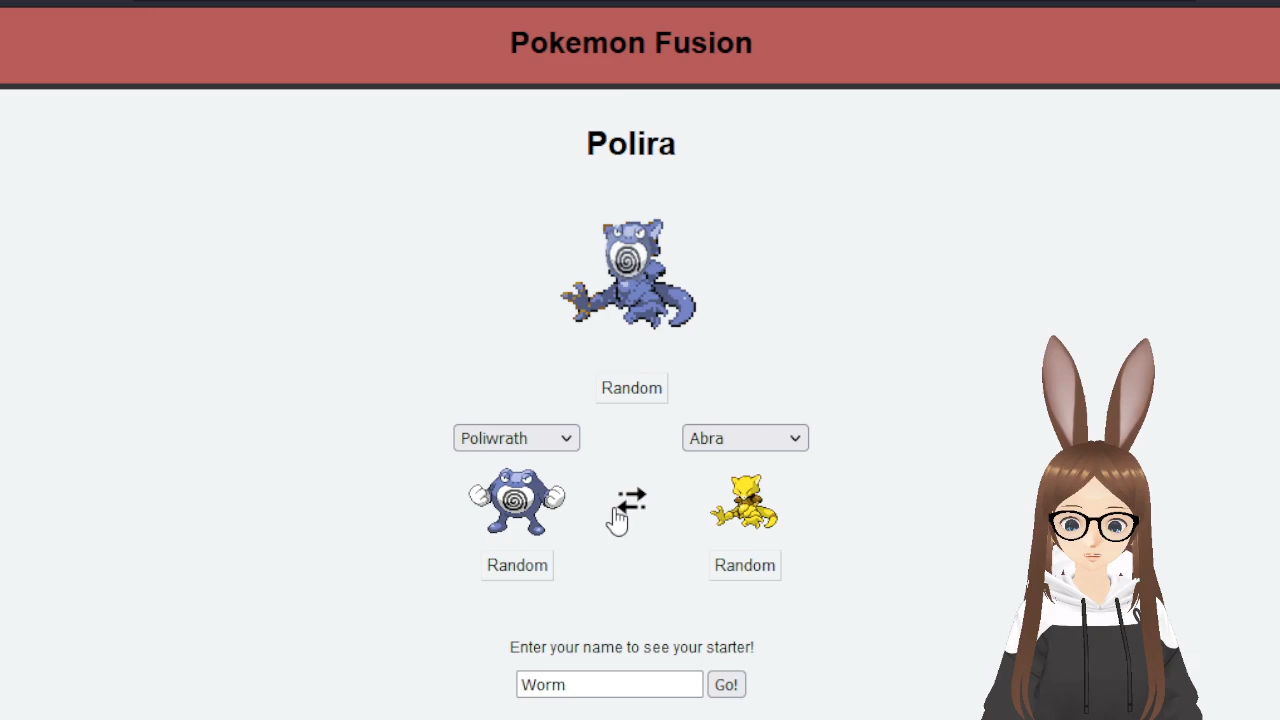 Pokemon Fusion
Polira
Random
Poliwrath Abra
Random Random
Enter your name to see your starter!
Worm Go!